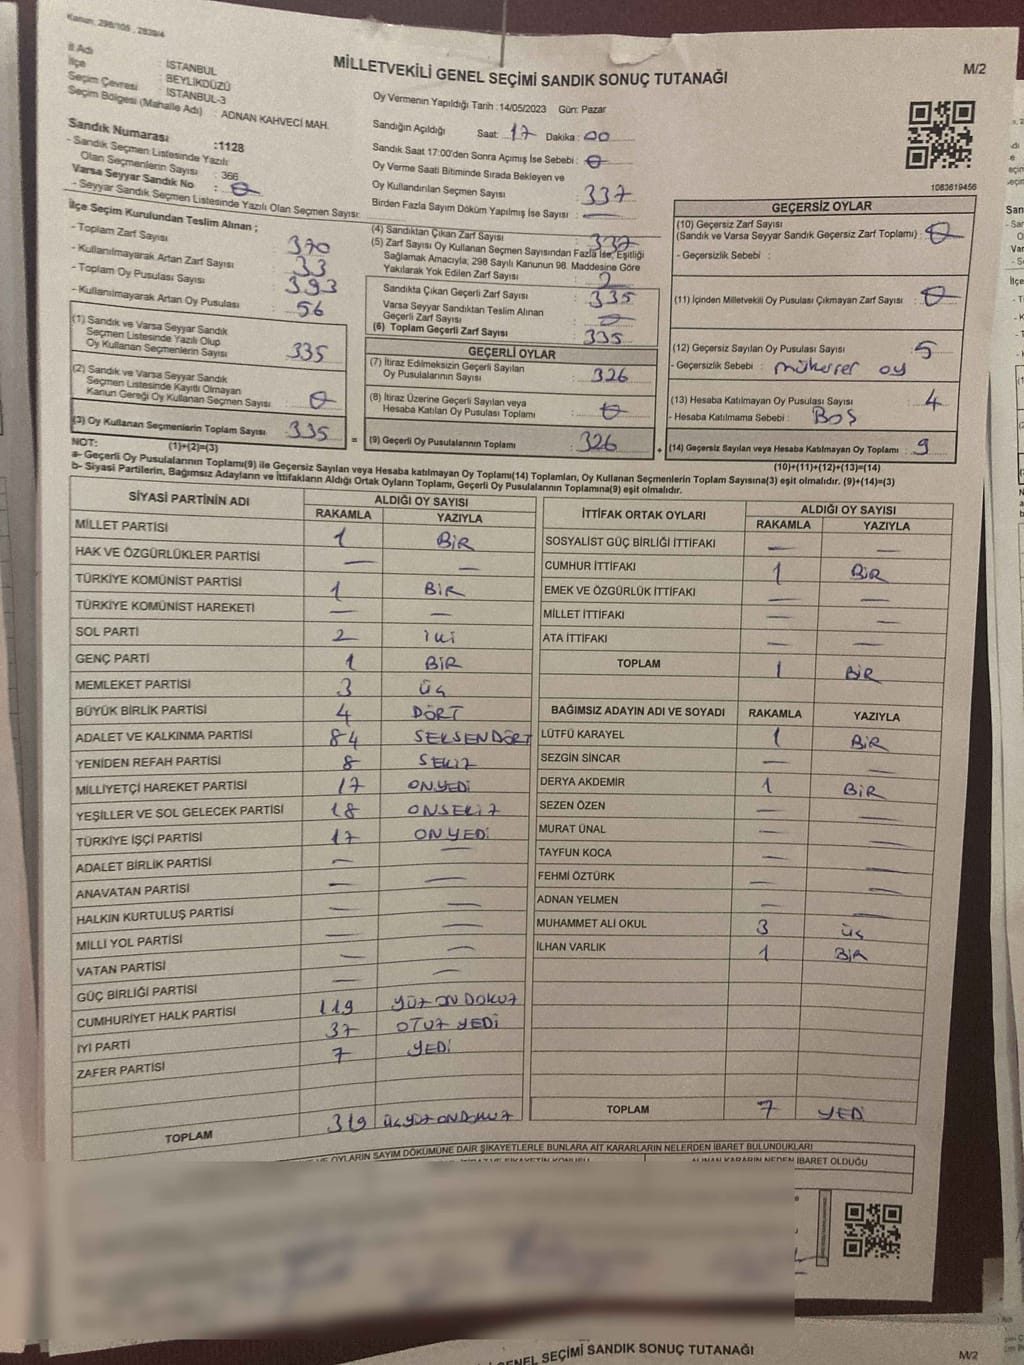 Kanun: 298/105 , 2839/4
İl Adı : İSTANBUL
İlçe : BEYLİKDÜZÜ
Seçim Çevresi : İSTANBUL-3
Seçim Bölgesi (Mahalle Adı) : ADNAN KAHVECİ MAH.
MİLLETVEKİLİ GENEL SEÇİMİ SANDIK SONUÇ TUTANAĞI
M/2
Oy Vermenin Yapıldığı Tarih :14/05/2023 Gün: Pazar
Sandığın Açıldığı Saat: 17 Dakika : 00
Sandık Saat 17:00'den Sonra Açımış İse Sebebi : 0
Oy Verme Saati Bitiminde Sırada Bekleyen ve
Oy Kullandırılan Seçmen Sayısı : 337
Birden Fazla Sayım Döküm Yapılmış İse Sayısı : —
1083619456
Sandık Numarası :1128
- Sandık Seçmen Listesinde Yazılı
Olan Seçmenlerin Sayısı : 366
Varsa Seyyar Sandık No : 0
- Seyyar Sandık Seçmen Listesinde Yazılı Olan Seçmen Sayısı:
İlçe Seçim Kurulundan Teslim Alınan ;
- Toplam Zarf Sayısı : 370
- Kullanılmayarak Artan Zarf Sayısı : 33
- Toplam Oy Pusulası Sayısı : 393
- Kullanılmayarak Artan Oy Pusulası : 56
(1) Sandık ve Varsa Seyyar Sandık
Seçmen Listesinde Yazılı Olup
Oy Kullanan Seçmenlerin Sayısı : 335
(2) Sandık ve Varsa Seyyar Sandık
Seçmen Listesinde Kayıtlı Olmayan
Kanun Gereği Oy Kullanan Seçmen Sayısı : 0
(3) Oy Kullanan Seçmenlerin Toplam Sayısı : 335 =
(1)+(2)=(3)
(4) Sandıktan Çıkan Zarf Sayısı : 337
(5) Zarf Sayısı Oy Kullanan Seçmen Sayısından Fazla İse, Eşitliği
Sağlamak Amacıyla, 298 Sayılı Kanunun 98. Maddesine Göre
Yakılarak Yok Edilen Zarf Sayısı : 2
Sandıkta Çıkan Geçerli Zarf Sayısı : 335
Varsa Seyyar Sandıktan Teslim Alınan
Geçerli Zarf Sayısı : 0
(6) Toplam Geçerli Zarf Sayısı : 335
GEÇERLİ OYLAR
(7) İtiraz Edilmeksizin Geçerli Sayılan
Oy Pusulalarının Sayısı : 326
(8) İtiraz Üzerine Geçerli Sayılan veya
Hesaba Katılan Oy Pusulası Toplamı : 0
(9) Geçerli Oy Pusulalarının Toplamı : 326 +
GEÇERSİZ OYLAR
(10) Geçersiz Zarf Sayısı
(Sandık ve Varsa Seyyar Sandık Geçersiz Zarf Toplamı) : 0
- Geçersizlik Sebebi :
(11) İçinden Milletvekili Oy Pusulası Çıkmayan Zarf Sayısı : 0
(12) Geçersiz Sayılan Oy Pusulası Sayısı : 5
- Geçersizlik Sebebi : mükerrer oy
(13) Hesaba Katılmayan Oy Pusulası Sayısı : 4
- Hesaba Katılmama Sebebi : BOŞ
(14) Geçersiz Sayılan veya Hesaba Katılmayan Oy Toplamı : 9
(10)+(11)+(12)+(13)=(14)
NOT:
a- Geçerli Oy Pusulalarının Toplamı(9) ile Geçersiz Sayılan veya Hesaba katılmayan Oy Toplamı(14) Toplamları, Oy Kullanan Seçmenlerin Toplam Sayısına(3) eşit olmalıdır. (9)+(14)=(3)
b- Siyasi Partilerin, Bağımsız Adayların ve İttifakların Aldığı Ortak Oyların Toplamı, Geçerli Oy Pusulalarının Toplamına(9) eşit olmalıdır.
SİYASİ PARTİNİN ADI ALDIĞI OY SAYISI
RAKAMLA YAZIYLA
MİLLET PARTİSİ 1 BİR
HAK VE ÖZGÜRLÜKLER PARTİSİ — —
TÜRKİYE KOMÜNİST PARTİSİ 1 BİR
TÜRKİYE KOMÜNİST HAREKETİ — —
SOL PARTİ 2 iki
GENÇ PARTİ 1 BİR
MEMLEKET PARTİSİ 3 üç
BÜYÜK BİRLİK PARTİSİ 4 DÖRT
ADALET VE KALKINMA PARTİSİ 84 SEKSENDÖRT
YENİDEN REFAH PARTİSİ 8 SEKİZ
MİLLİYETÇİ HAREKET PARTİSİ 17 ONYEDİ
YEŞİLLER VE SOL GELECEK PARTİSİ 18 ONSEKİZ
TÜRKİYE İŞÇİ PARTİSİ 17 ONYEDİ
ADALET BİRLİK PARTİSİ — —
ANAVATAN PARTİSİ — —
HALKIN KURTULUŞ PARTİSİ — —
MİLLİ YOL PARTİSİ — —
VATAN PARTİSİ — —
GÜÇ BİRLİĞİ PARTİSİ — —
CUMHURİYET HALK PARTİSİ 119 YÜZ ON DOKUZ
İYİ PARTİ 37 OTUZ YEDİ
ZAFER PARTİSİ 7 YEDİ
TOPLAM 319 üçYÜZONDOKUZ
İTTİFAK ORTAK OYLARI ALDIĞI OY SAYISI
RAKAMLA YAZIYLA
SOSYALİST GÜÇ BİRLİĞİ İTTİFAKI — —
CUMHUR İTTİFAKI 1 BİR
EMEK VE ÖZGÜRLÜK İTTİFAKI — —
MİLLET İTTİFAKI — —
ATA İTTİFAKI — —
TOPLAM 1 BİR
BAĞIMSIZ ADAYIN ADI VE SOYADI RAKAMLA YAZIYLA
LÜTFÜ KARAYEL 1 BİR
SEZGİN SİNCAR — —
DERYA AKDEMİR 1 BİR
SEZEN ÖZEN — —
MURAT ÜNAL — —
TAYFUN KOCA — —
FEHMİ ÖZTÜRK — —
ADNAN YELMEN — —
MUHAMMET ALİ OKUL 3 üç
İLHAN VARLIK 1 BİR
TOPLAM 7 YEDİ
VE OYLARIN SAYIM DÖKÜMÜNE DAİR ŞİKAYETLERLE BUNLARA AİT KARARLARIN NELERDEN İBARET BULUNDUKLARI
ALINAN KARARIN NEDEN İBARET OLDUĞU
GENEL SEÇİMİ SANDIK SONUÇ TUTANAĞI
M/2